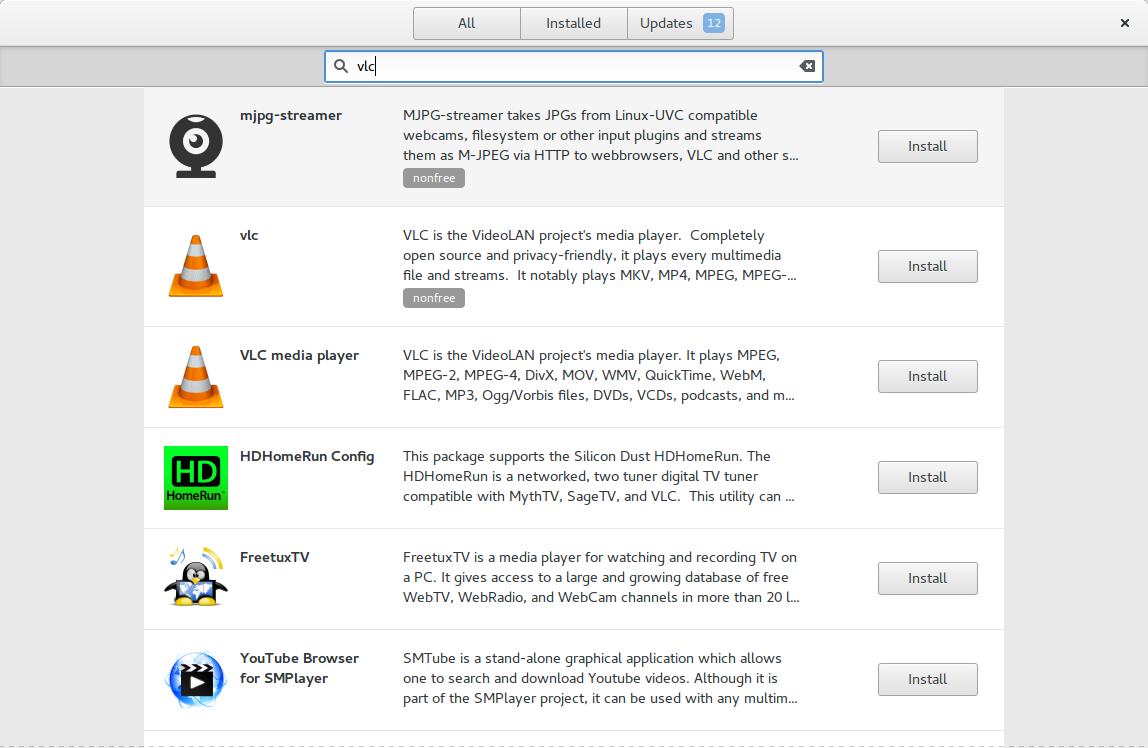 All Installed Updates 12
vlc
mjpg-streamer
MJPG-streamer takes JPGs from Linux-UVC compatible
webcams, filesystem or other input plugins and streams
them as M-JPEG via HTTP to webbrowsers, VLC and other s...
nonfree
Install
vlc
VLC is the VideoLAN project's media player.  Completely
open source and privacy-friendly, it plays every multimedia
file and streams.  It notably plays MKV, MP4, MPEG, MPEG-...
nonfree
Install
VLC media player
VLC is the VideoLAN project's media player. It plays MPEG,
MPEG-2, MPEG-4, DivX, MOV, WMV, QuickTime, WebM,
FLAC, MP3, Ogg/Vorbis files, DVDs, VCDs, podcasts, and m...
Install
HD
HomeRun
HDHomeRun Config
This package supports the Silicon Dust HDHomeRun. The
HDHomeRun is a networked, two tuner digital TV tuner
compatible with MythTV, SageTV, and VLC.  This utility can ...
Install
FreetuxTV
FreetuxTV is a media player for watching and recording TV on
a PC. It gives access to a large and growing database of free
WebTV, WebRadio, and WebCam channels in more than 20 l...
Install
YouTube Browser
for SMPlayer
SMTube is a stand-alone graphical application which allows
one to search and download Youtube videos. Although it is
part of the SMPlayer project, it can be used with any multim...
Install